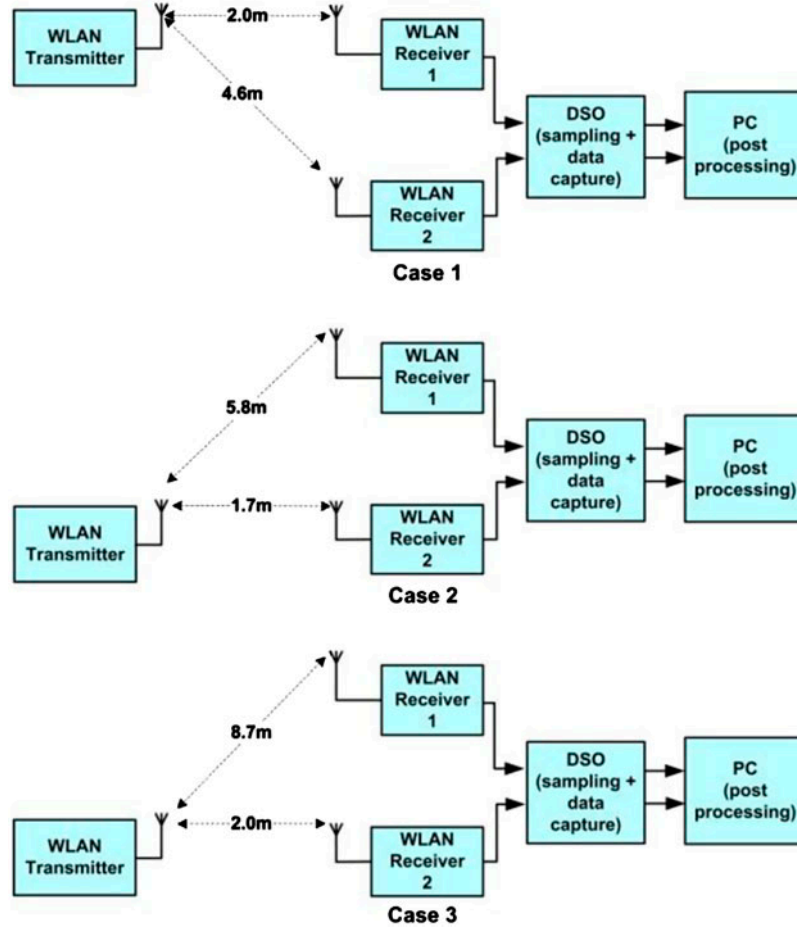 WLAN
Transmitter
2.0m
4.6m
WLAN
Receiver
1
WLAN
Receiver
2
DSO
(sampling +
data
capture)
PC
(post
processing)
Case 1
WLAN
Transmitter
5.8m
1.7m
WLAN
Receiver
1
WLAN
Receiver
2
DSO
(sampling +
data
capture)
PC
(post
processing)
Case 2
WLAN
Transmitter
8.7m
2.0m
WLAN
Receiver
1
WLAN
Receiver
2
DSO
(sampling +
data
capture)
PC
(post
processing)
Case 3